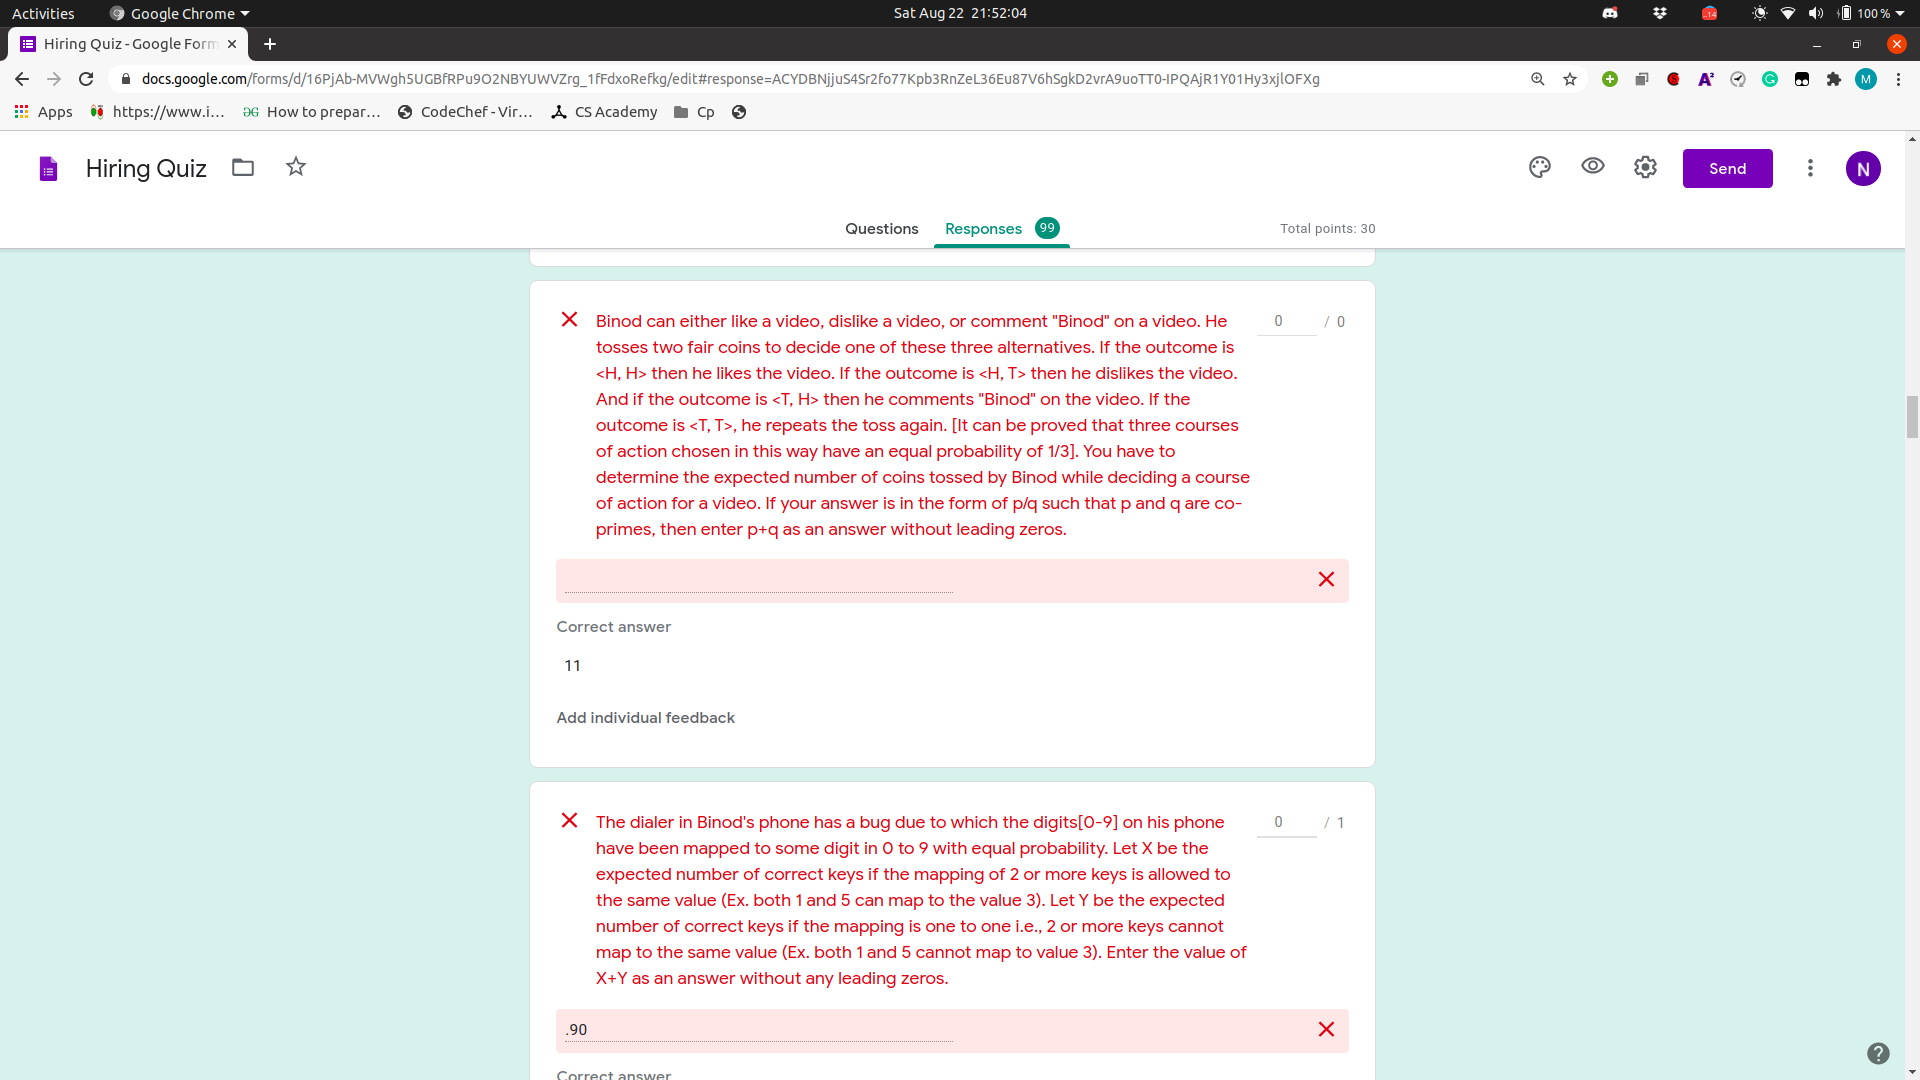 Activities
Google Chrome
Sat Aug 22 21:52:04
14
100 %
Hiring Quiz - Google Form
docs.google.com/forms/d/16PjAb-MVWgh5UGBfRPu9O2NBYUWVZrg_1fFdxoRefkg/edit#response=ACYDBNjjuS4Sr2fo77Kpb3RnZeL36Eu87V6hSgkD2vrA9uoTT0-IPQAjR1Y01Hy3xjlOFXg
M
Apps
https://www.i...
How to prepar...
CodeChef - Vir...
CS Academy
Cp
Hiring Quiz
Send
N
Questions
Responses
99
Total points: 30
Binod can either like a video, dislike a video, or comment "Binod" on a video. He
tosses two fair coins to decide one of these three alternatives. If the outcome is
<H, H> then he likes the video. If the outcome is <H, T> then he dislikes the video.
And if the outcome is <T, H> then he comments "Binod" on the video. If the
outcome is <T, T>, he repeats the toss again. [It can be proved that three courses
of action chosen in this way have an equal probability of 1/3]. You have to
determine the expected number of coins tossed by Binod while deciding a course
of action for a video. If your answer is in the form of p/q such that p and q are co-
primes, then enter p+q as an answer without leading zeros.
0 / 0
Correct answer
11
Add individual feedback
The dialer in Binod's phone has a bug due to which the digits[0-9] on his phone
have been mapped to some digit in 0 to 9 with equal probability. Let X be the
expected number of correct keys if the mapping of 2 or more keys is allowed to
the same value (Ex. both 1 and 5 can map to the value 3). Let Y be the expected
number of correct keys if the mapping is one to one i.e., 2 or more keys cannot
map to the same value (Ex. both 1 and 5 cannot map to value 3). Enter the value of
X+Y as an answer without any leading zeros.
0 / 1
.90
Correct answer